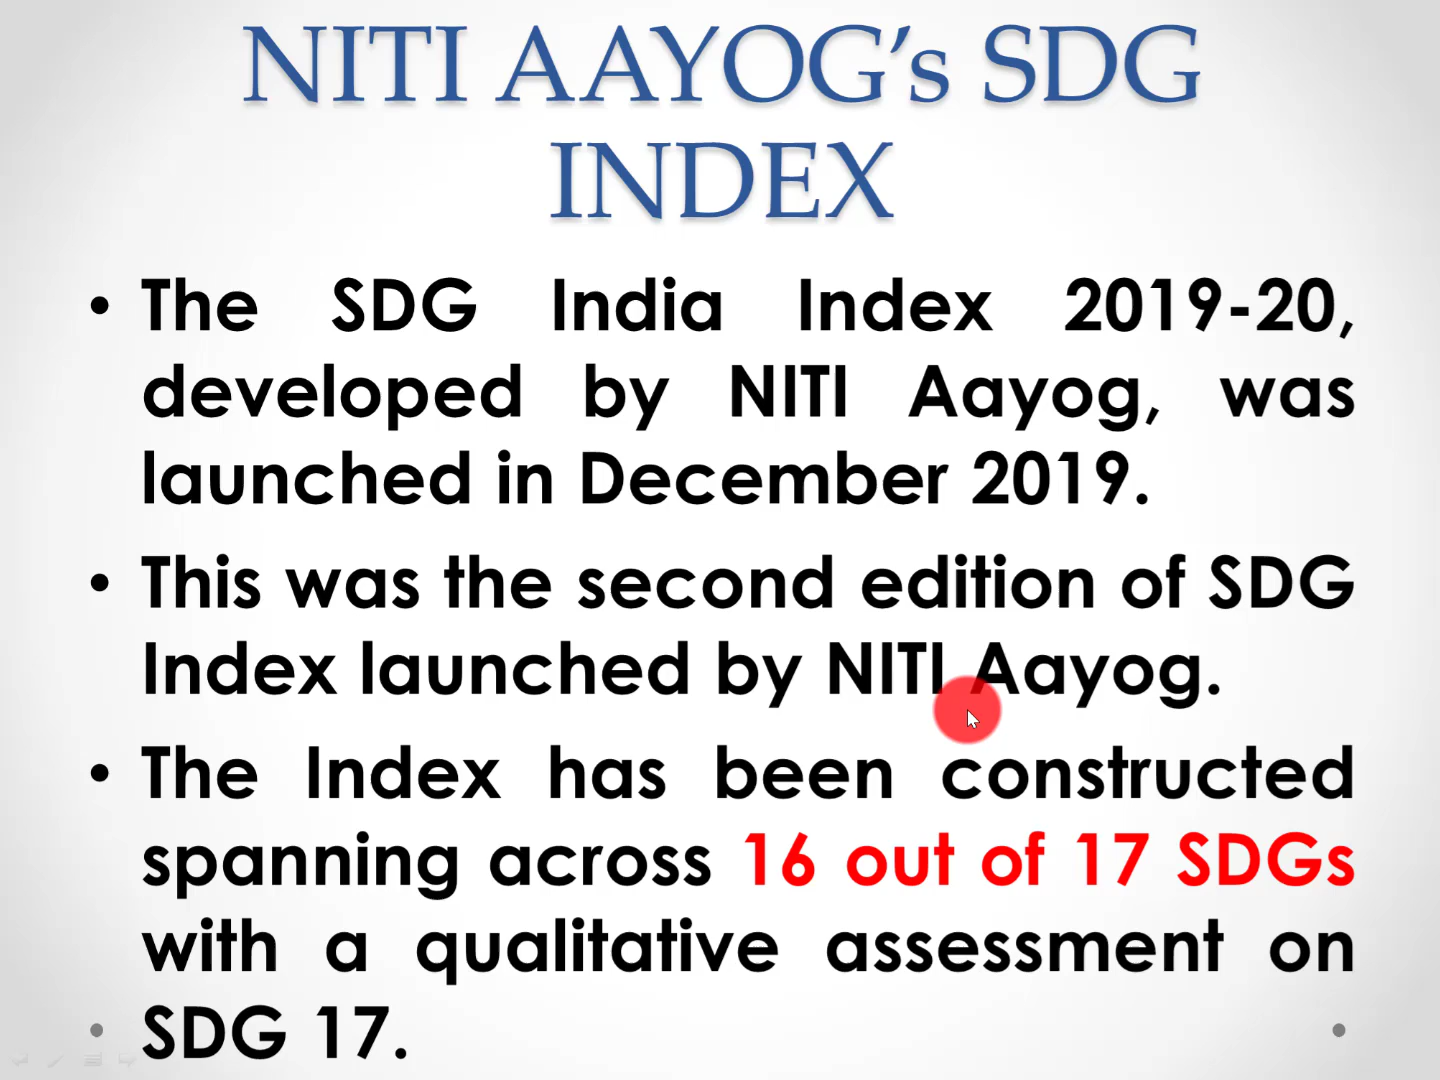 NITI AAYOG’s SDG
INDEX
• The SDG India Index 2019-20,
developed by NITI Aayog, was
launched in December 2019.
• This was the second edition of SDG
Index launched by NITI Aayog.
• The Index has been constructed
spanning across 16 out of 17 SDGs
with a qualitative assessment on
SDG 17.